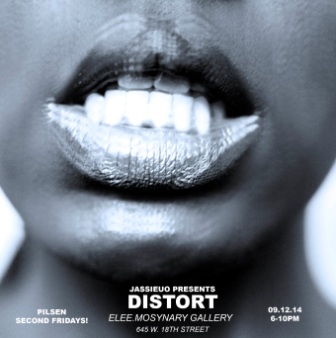 JASSIEUO PRESENTS
DISTORT
ELEE.MOSYNARY GALLERY
645 W. 18TH STREET
PILSEN
SECOND FRIDAYS!
09.12.14
6-10PM